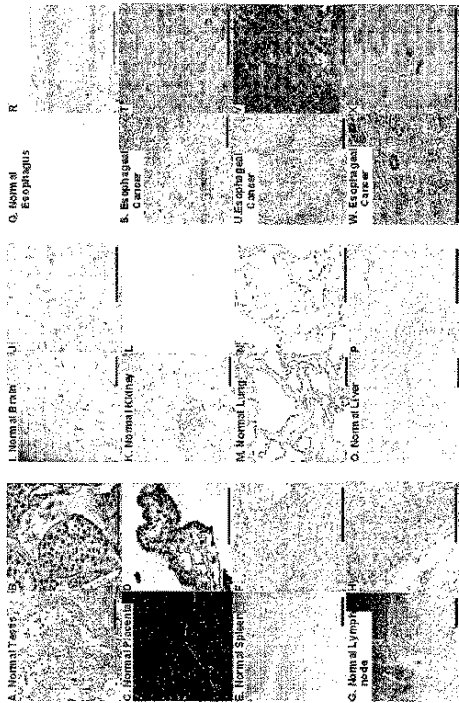 A. Normal Testis
B
C. Normal Placenta
D
E. Normal Spleen
F
G. Normal Lymph
node
H
I. Normal Brain
J
K. Normal Kidney
L
M. Normal Lung
N
O. Normal Liver
P
Q. Normal
Esophagus
R
S. Esophageal
Cancer
T
U. Esophageal
Cancer
V
W. Esophageal
Cancer
X